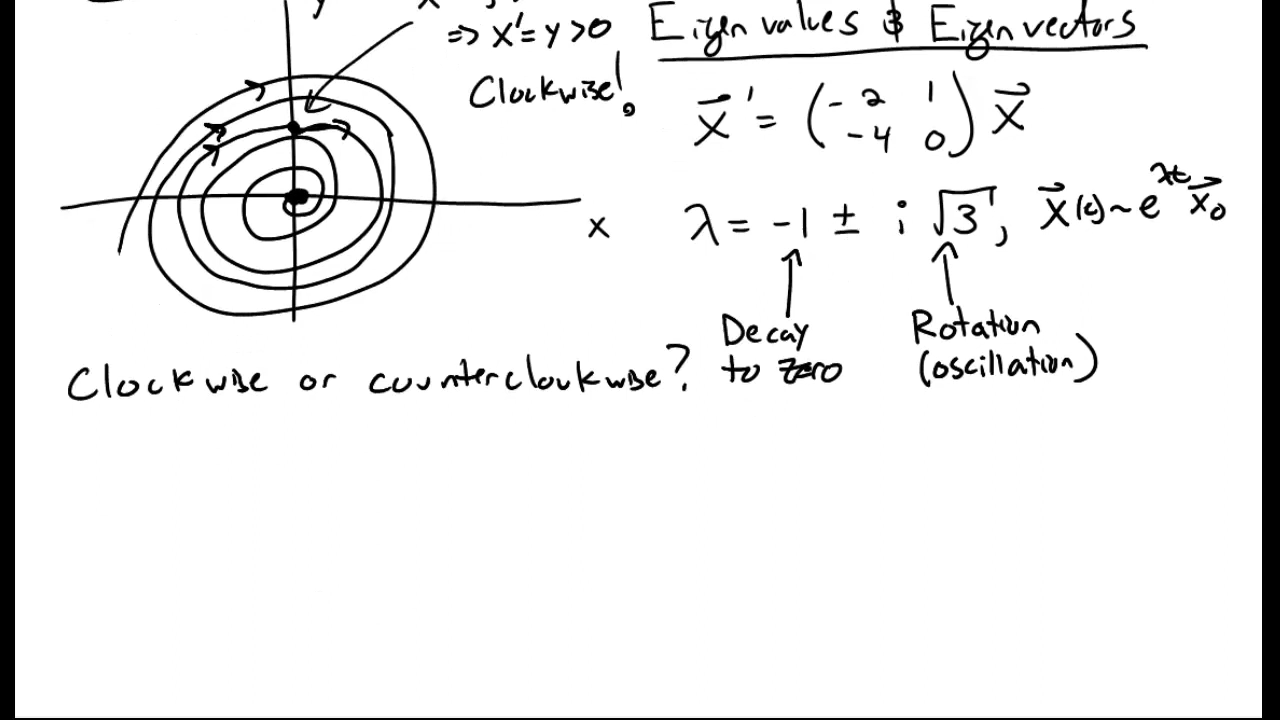 y
⇒ x' = y > 0
Clockwise!
x
Clockwise or counterclockwise?
Eigenvalues & Eigenvectors
x⃗' = (-2 1
-4 0) x⃗
λ = -1 ± i √3, x⃗(t) ~ e^λt x⃗₀
Decay
to zero
Rotation
(oscillation)